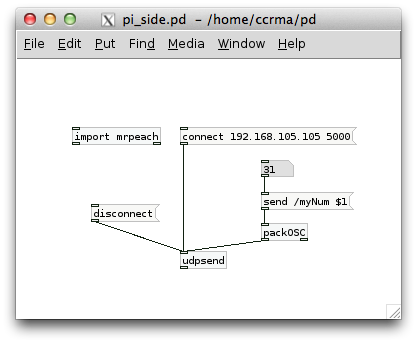 pi_side.pd - /home/ccrma/pd
File Edit Put Find Media Window Help
import mrpeach
connect 192.168.105.105 5000
31
send /myNum $1
disconnect
packOSC
udpsend